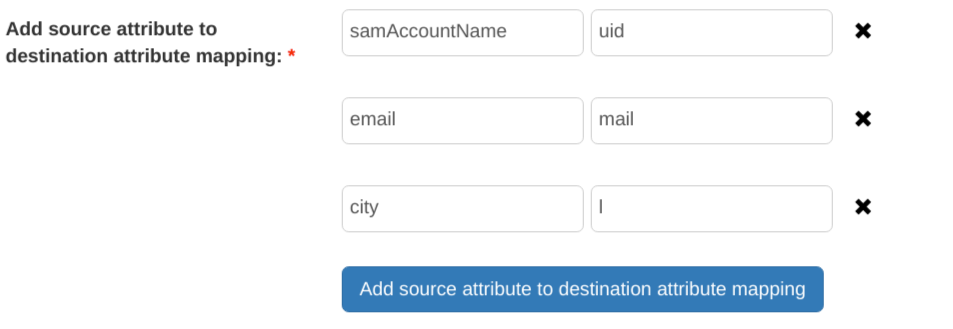 Add source attribute to
destination attribute mapping: *
samAccountName uid
email mail
city l
Add source attribute to destination attribute mapping